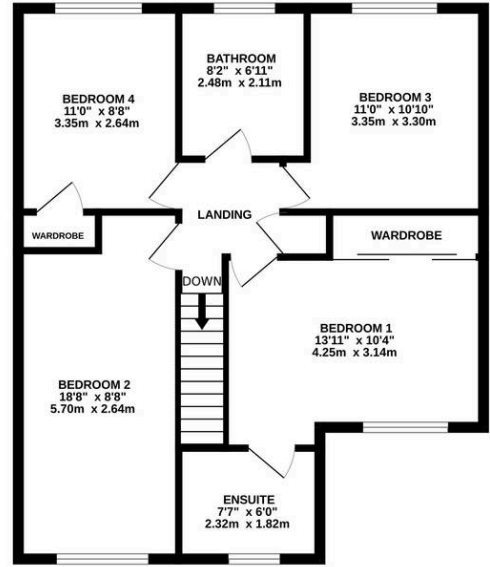 BEDROOM 4
11'0" x 8'8"
3.35m x 2.64m
BATHROOM
8'2" x 6'11"
2.48m x 2.11m
BEDROOM 3
11'0" x 10'10"
3.35m x 3.30m
LANDING
WARDROBE
WARDROBE
DOWN
BEDROOM 1
13'11" x 10'4"
4.25m x 3.14m
BEDROOM 2
18'8" x 8'8"
5.70m x 2.64m
ENSUITE
7'7" x 6'0"
2.32m x 1.82m